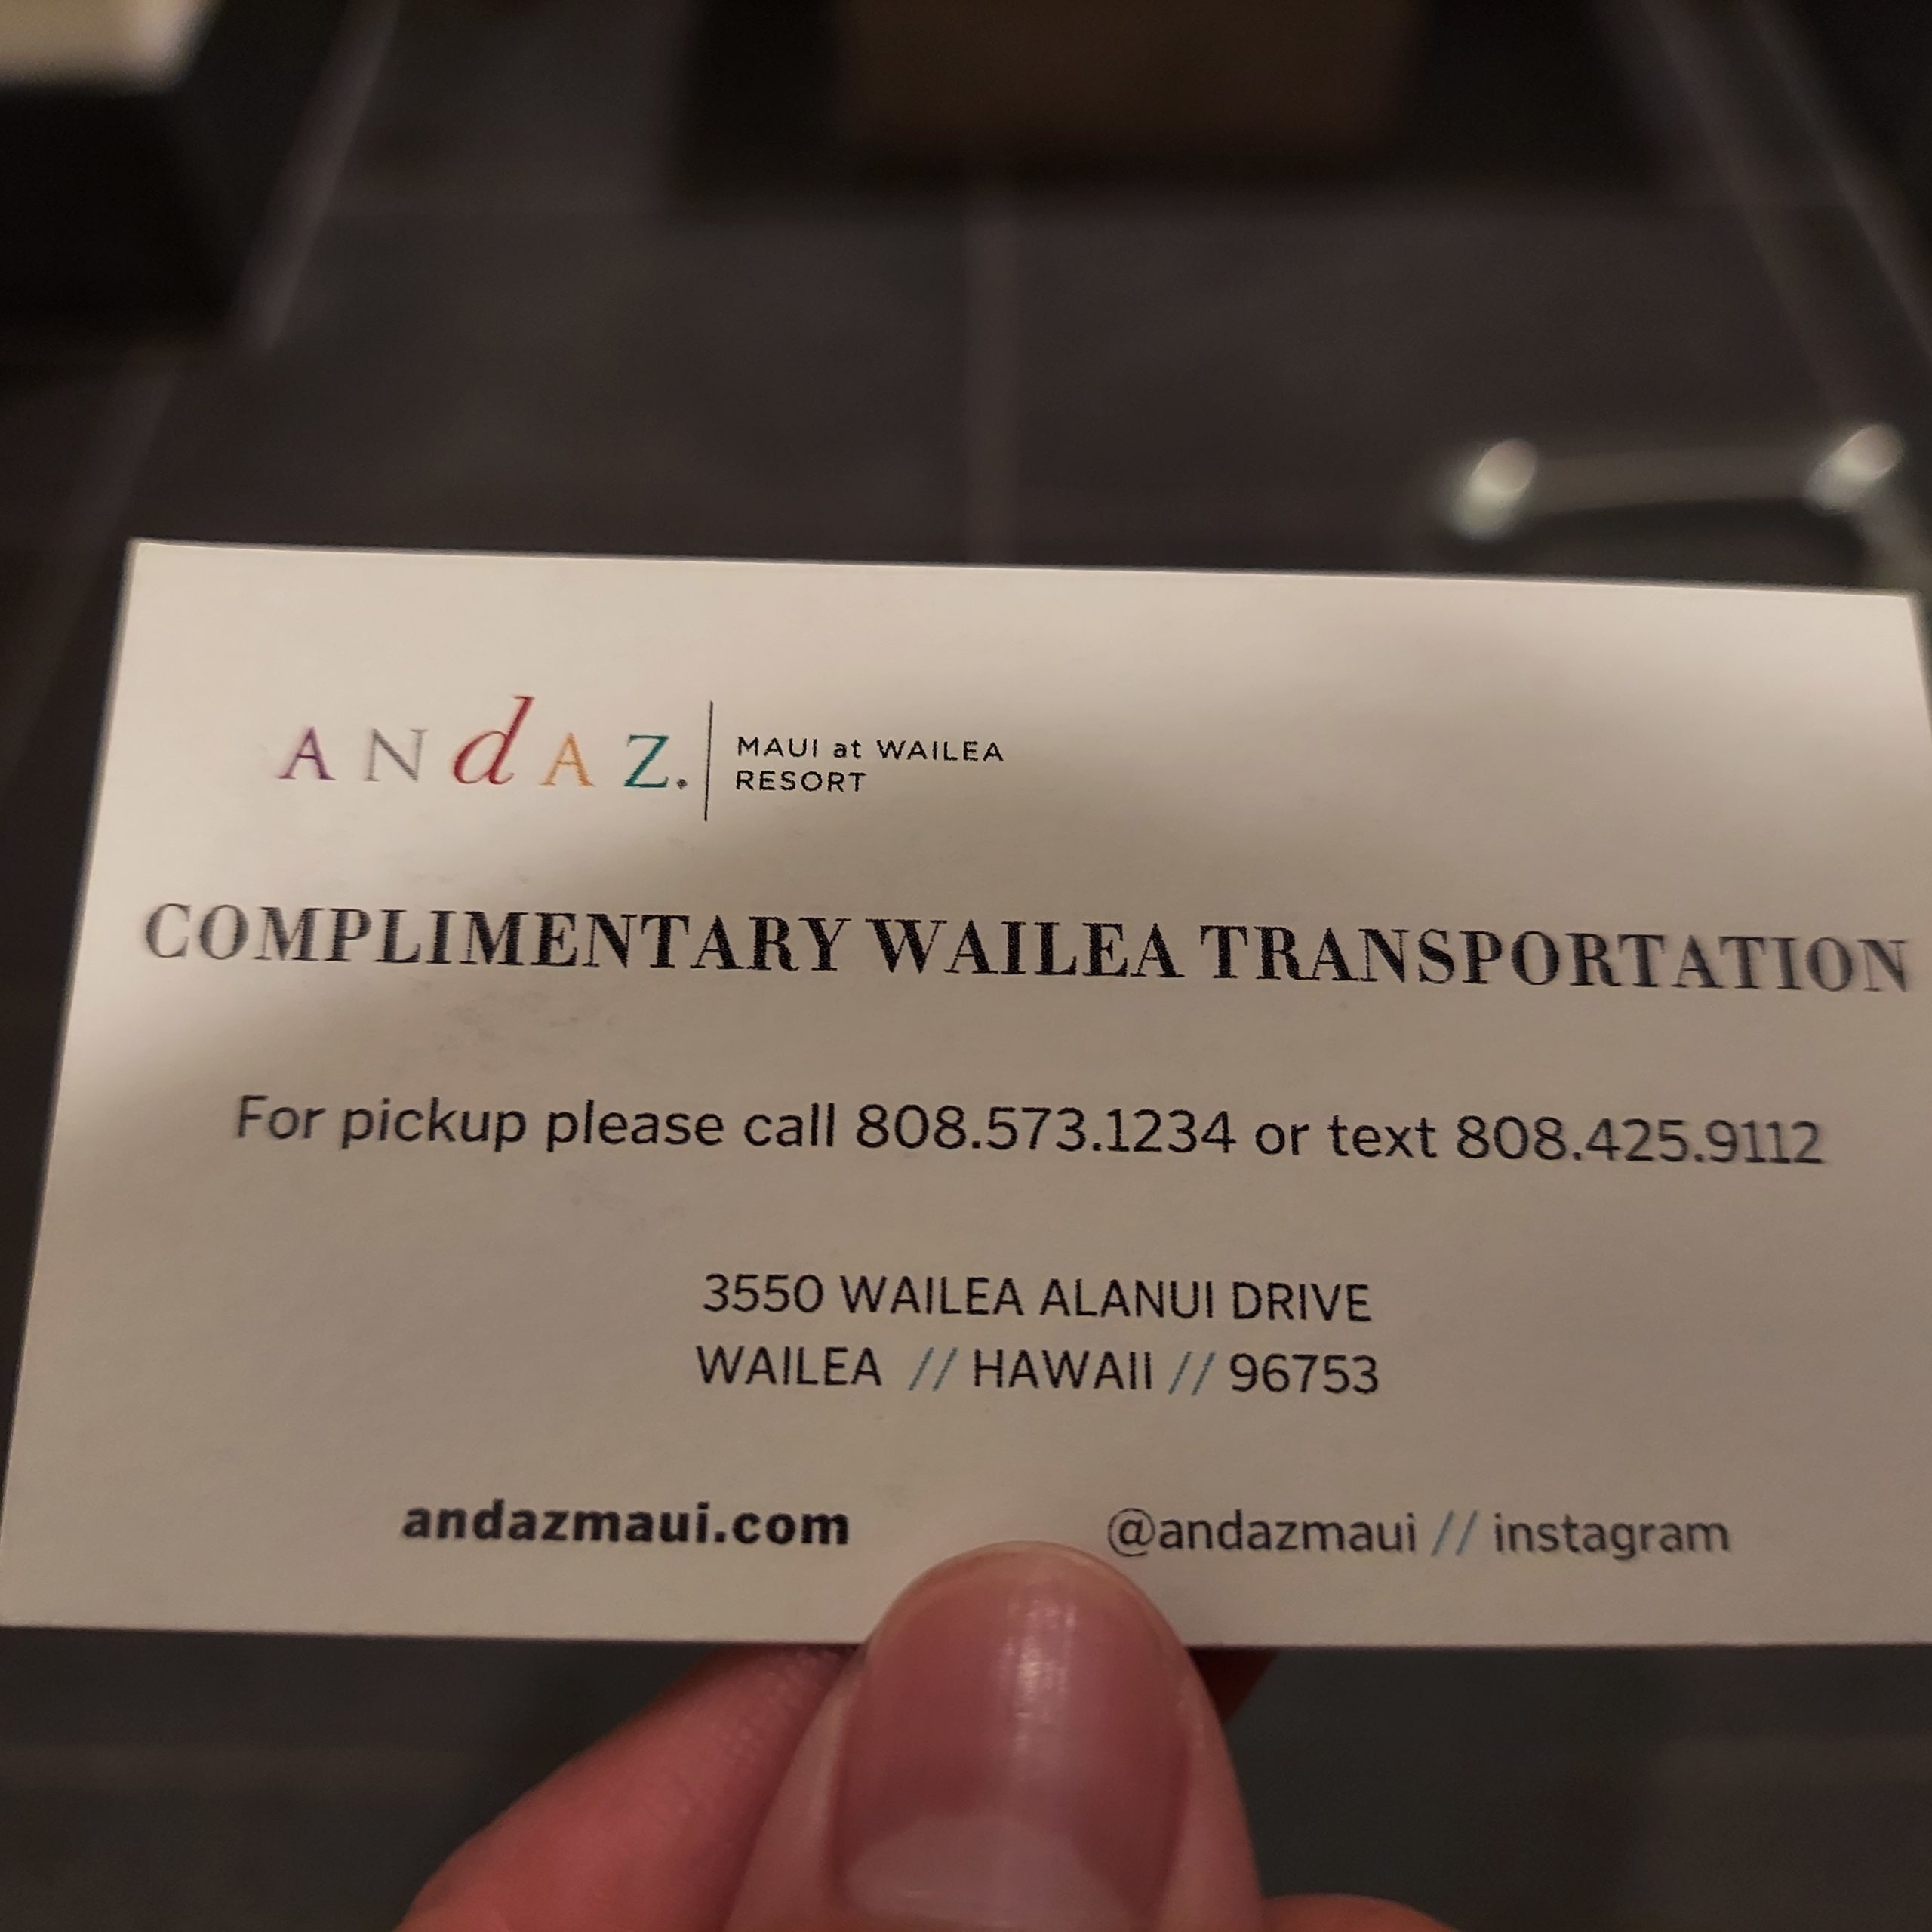 ANdAZ.
MAUI at WAILEA
RESORT
COMPLIMENTARY WAILEA TRANSPORTATION
For pickup please call 808.573.1234 or text 808.425.9112
3550 WAILEA ALANUI DRIVE
WAILEA // HAWAII // 96753
andazmaui.com
@andazmaui // instagram